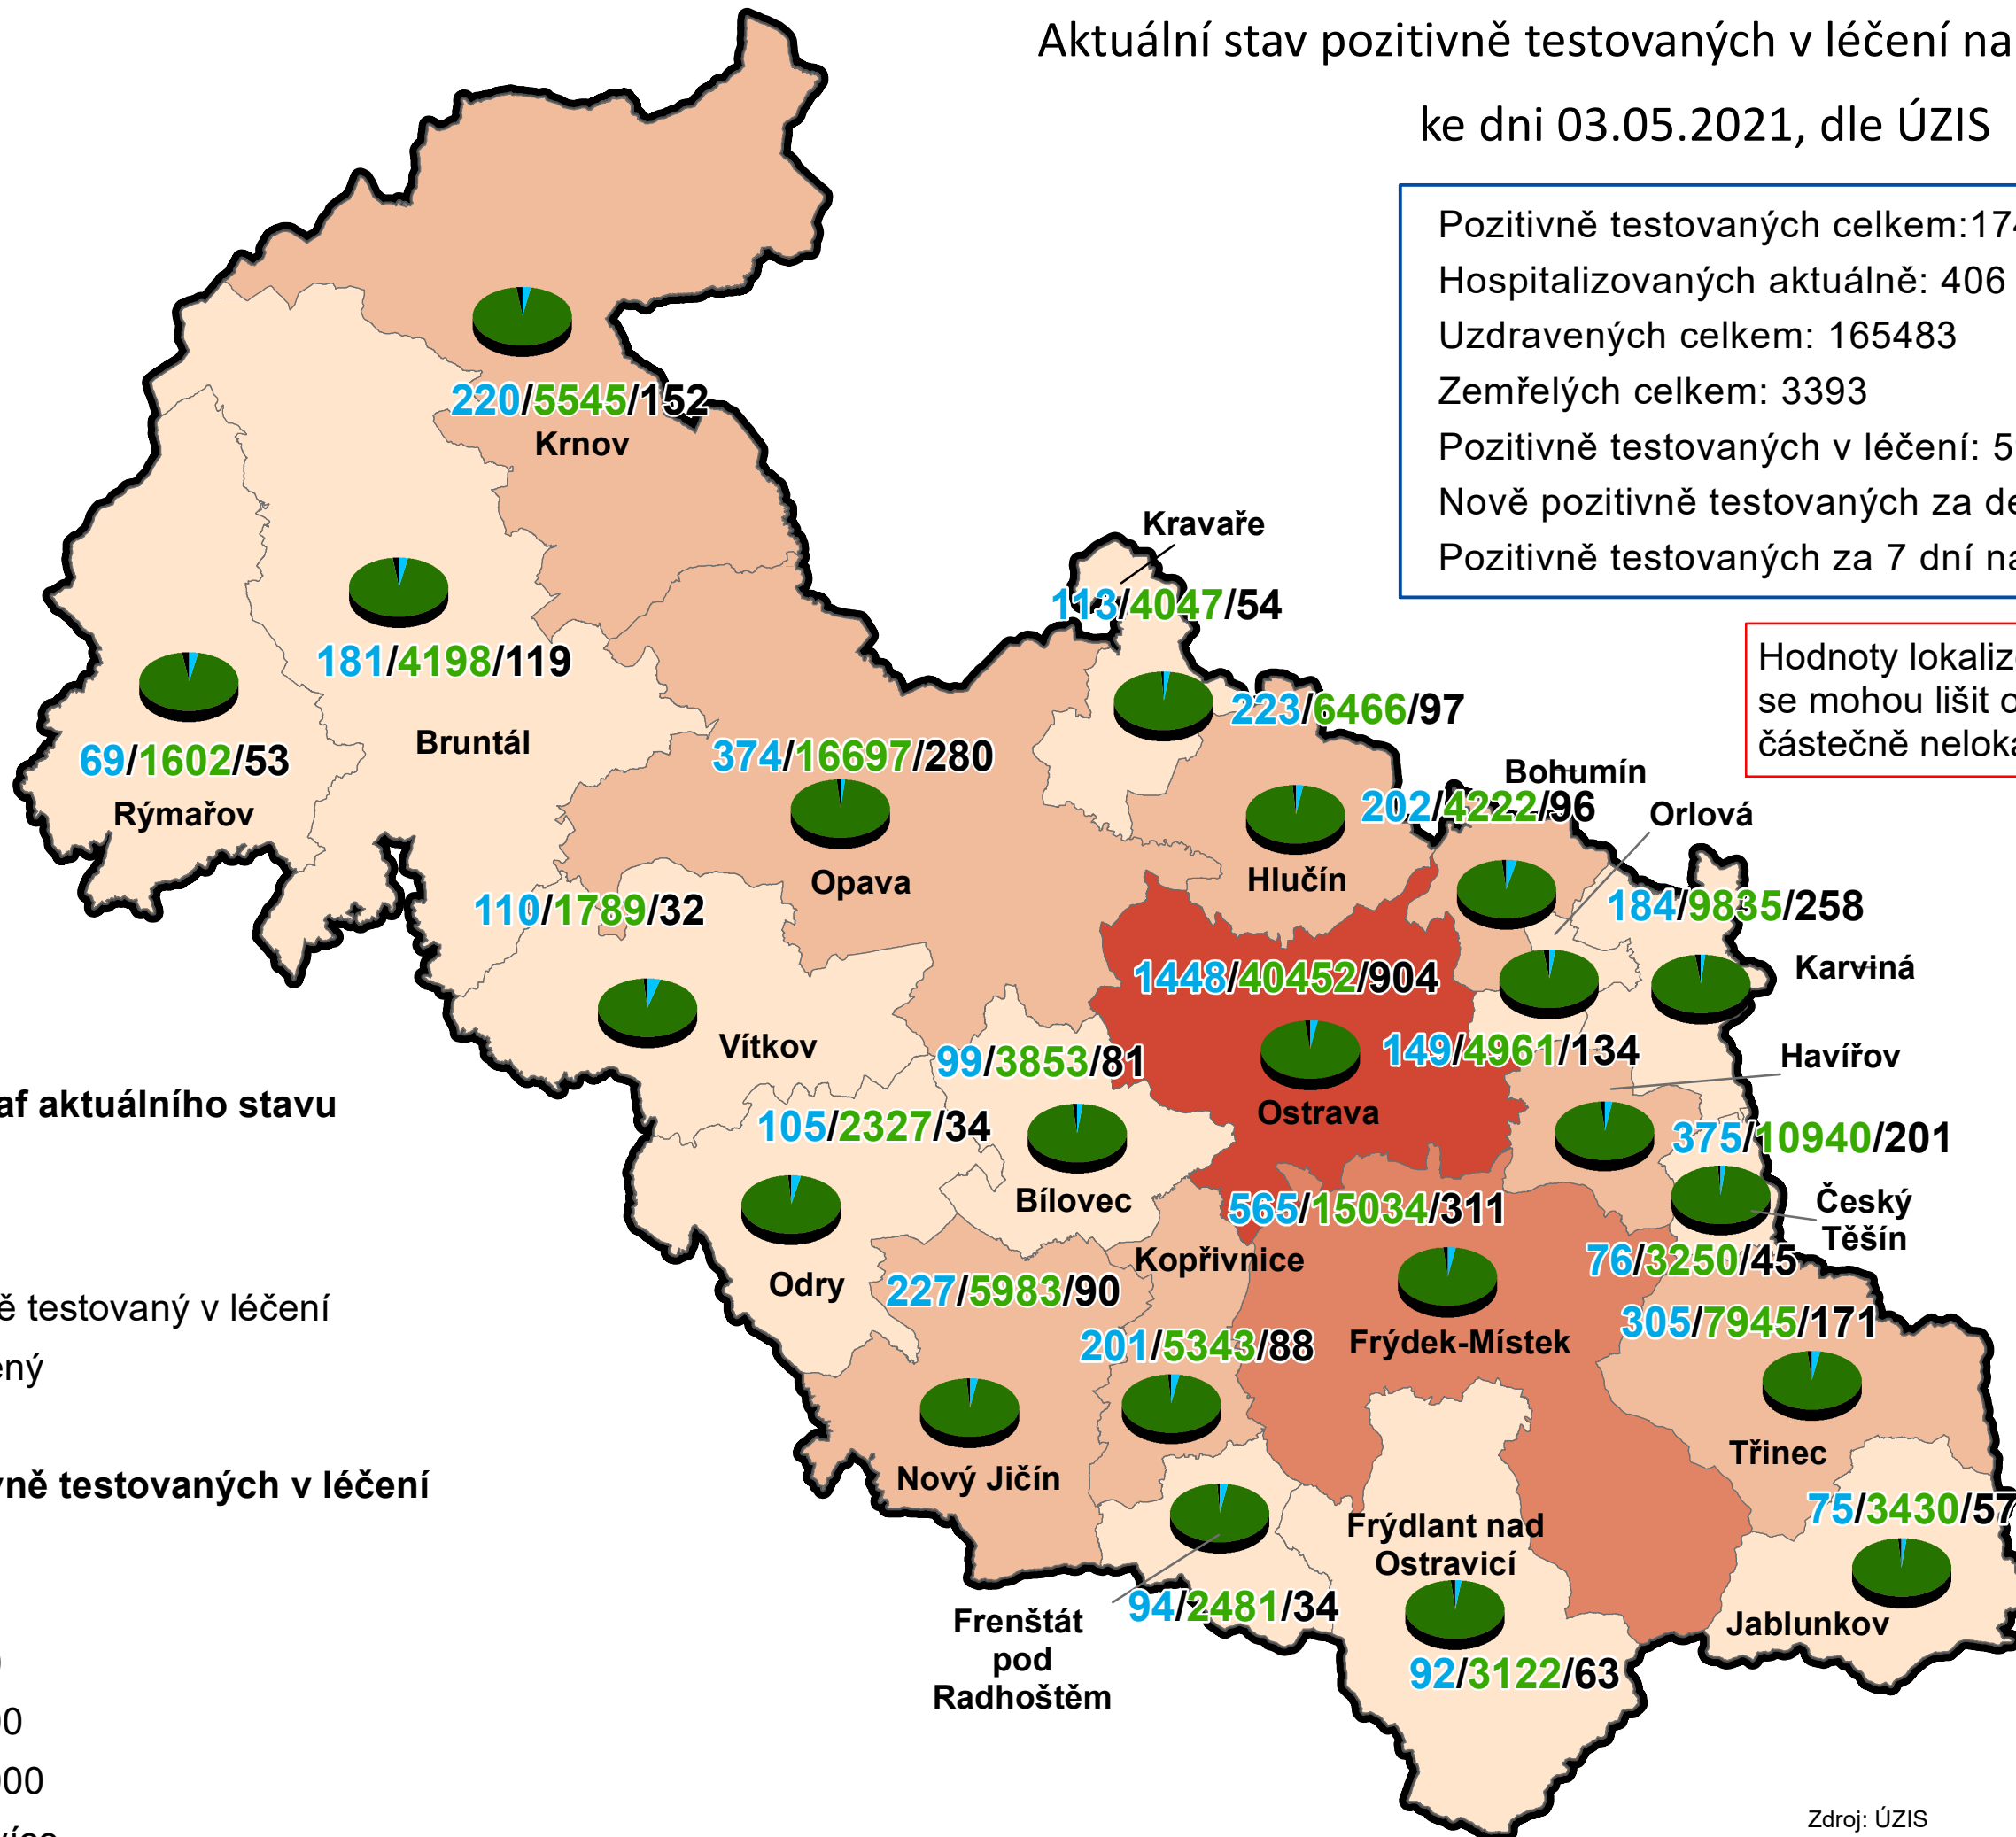 Aktuální stav pozitivně testovaných v léčení na
ke dni 03.05.2021, dle ÚZIS
Pozitivně testovaných celkem:174
Hospitalizovaných aktuálně: 406
Uzdravených celkem: 165483
Zemřelých celkem: 3393
Pozitivně testovaných v léčení: 5
Nově pozitivně testovaných za de
Pozitivně testovaných za 7 dní na
Hodnoty lokaliz
se mohou lišit o
částečně neloka
220/5545/152
Krnov
Kravaře
113/4047/54
181/4198/119
Bruntál
69/1602/53
Rýmařov
223/6466/97
Hlučín
374/16697/280
Opava
Bohumín
202/4222/96
Orlová
184/9835/258
Karviná
110/1789/32
Vítkov
1448/40452/904
Ostrava
149/4961/134
Havířov
99/3853/81
Bílovec
105/2327/34
Odry
375/10940/201
Český
Těšín
565/15034/311
Kopřivnice
76/3250/45
227/5983/90
Nový Jičín
201/5343/88
Frýdek-Místek
305/7945/171
Třinec
75/3430/57
Jablunkov
Frýdlant nad
Ostravicí
92/3122/63
94/2481/34
Frenštát
pod
Radhoštěm
af aktuálního stavu
ě testovaný v léčení
ený
vně testovaných v léčení
00
000
Zdroj: ÚZIS